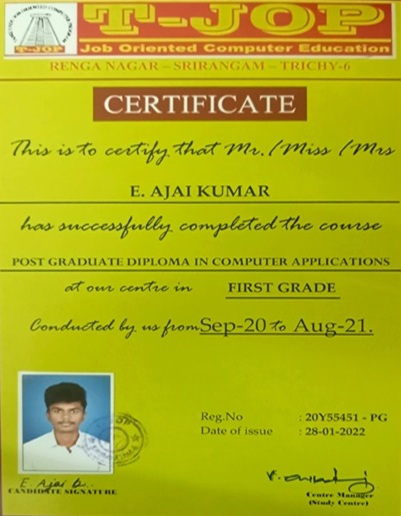 T-JOP
T-JOP
Job Oriented Computer Education
RENGA NAGAR – SRIRANGAM – TRICHY-6
CERTIFICATE
This is to certify that Mr. / Miss / Mrs
E. AJAI KUMAR
has successfully completed the course
POST GRADUATE DIPLOMA IN COMPUTER APPLICATIONS
at our centre in FIRST GRADE
Conducted by us from Sep-20 to Aug-21.
Reg.No : 20Y55451 - PG
Date of issue : 28-01-2022
E. Ajai
CANDIDATE SIGNATURE
Centre Manager
(Study Centre)